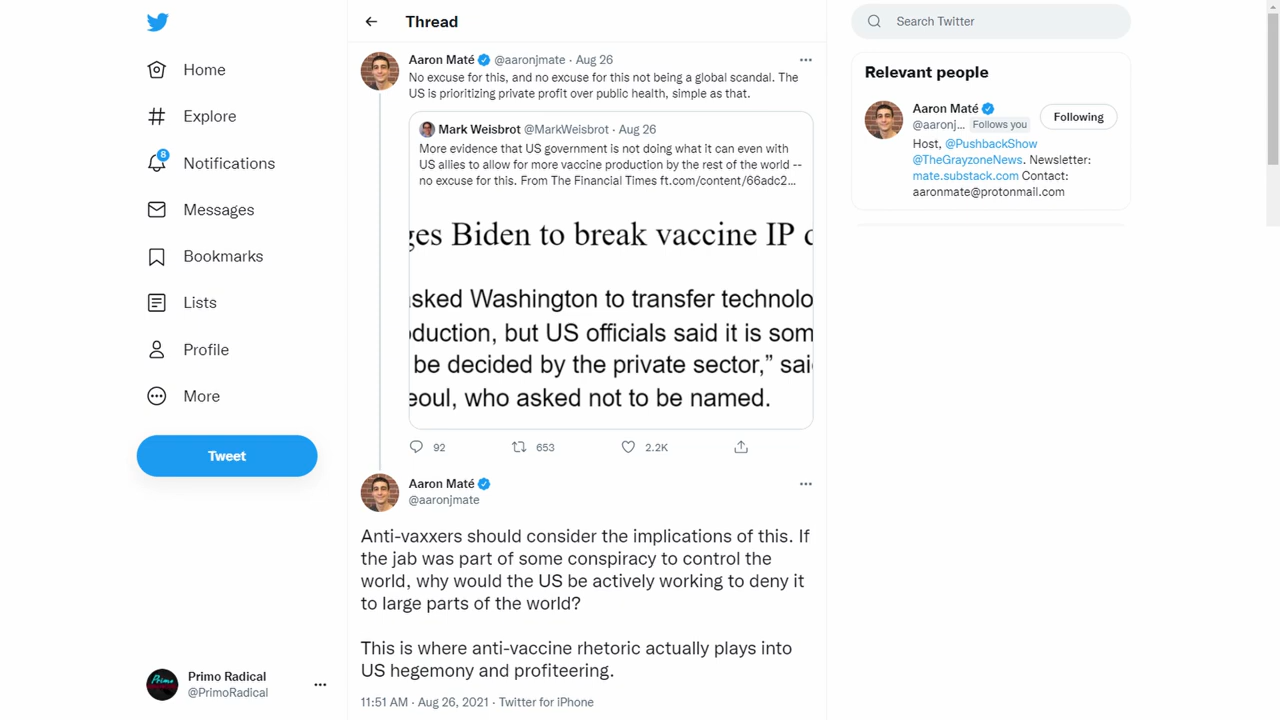 Home
Explore
8
Notifications
Messages
Bookmarks
Lists
Profile
More
Tweet
Primo Radical
@PrimoRadical
Thread
Aaron Maté @aaronjmate · Aug 26
No excuse for this, and no excuse for this not being a global scandal. The
US is prioritizing private profit over public health, simple as that.
Mark Weisbrot @MarkWeisbrot · Aug 26
More evidence that US government is not doing what it can even with
US allies to allow for more vaccine production by the rest of the world --
no excuse for this. From The Financial Times ft.com/content/66adc2...
ges Biden to break vaccine IP
asked Washington to transfer technolo
oduction, but US officials said it is som
be decided by the private sector,” sai
eoul, who asked not to be named.
92 653 2.2K
Aaron Maté
@aaronjmate
Anti-vaxxers should consider the implications of this. If
the jab was part of some conspiracy to control the
world, why would the US be actively working to deny it
to large parts of the world?
This is where anti-vaccine rhetoric actually plays into
US hegemony and profiteering.
11:51 AM · Aug 26, 2021 · Twitter for iPhone
Search Twitter
Relevant people
Aaron Maté
@aaronj... Follows you
Following
Host, @PushbackShow
@TheGrayzoneNews. Newsletter:
mate.substack.com Contact:
aaronmate@protonmail.com